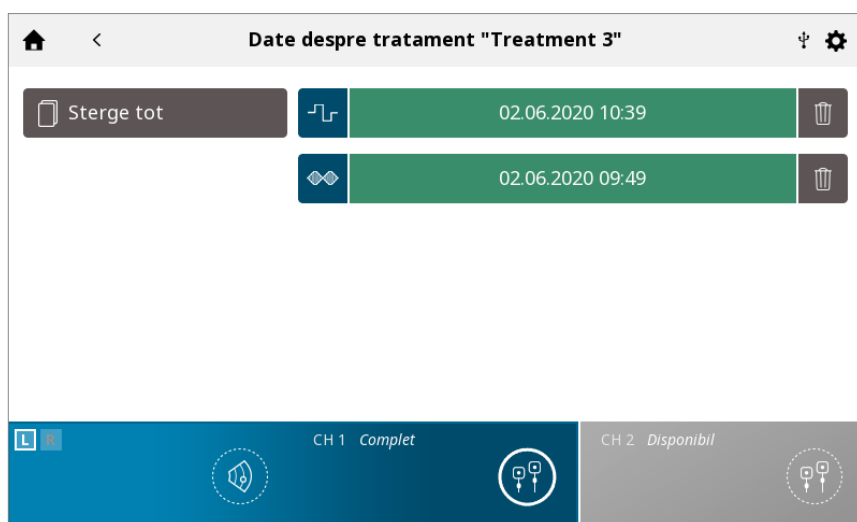 Date despre tratament "Treatment 3"
Sterge tot
02.06.2020 10:39
02.06.2020 09:49
L R
CH 1 Complet
CH 2 Disponibil